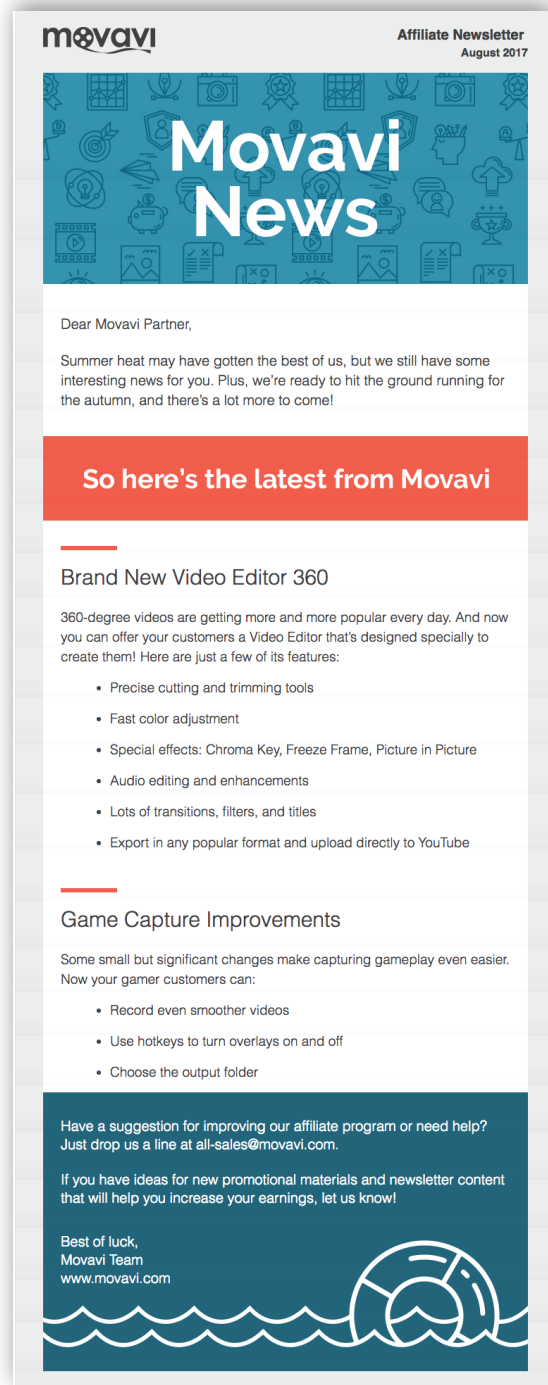 movavi
Affiliate Newsletter
August 2017
Movavi
News
Dear Movavi Partner,
Summer heat may have gotten the best of us, but we still have some
interesting news for you. Plus, we're ready to hit the ground running for
the autumn, and there's a lot more to come!
So here's the latest from Movavi
Brand New Video Editor 360
360-degree videos are getting more and more popular every day. And now
you can offer your customers a Video Editor that's designed specially to
create them! Here are just a few of its features:
• Precise cutting and trimming tools
• Fast color adjustment
• Special effects: Chroma Key, Freeze Frame, Picture in Picture
• Audio editing and enhancements
• Lots of transitions, filters, and titles
• Export in any popular format and upload directly to YouTube
Game Capture Improvements
Some small but significant changes make capturing gameplay even easier.
Now your gamer customers can:
• Record even smoother videos
• Use hotkeys to turn overlays on and off
• Choose the output folder
Have a suggestion for improving our affiliate program or need help?
Just drop us a line at all-sales@movavi.com.
If you have ideas for new promotional materials and newsletter content
that will help you increase your earnings, let us know!
Best of luck,
Movavi Team
www.movavi.com